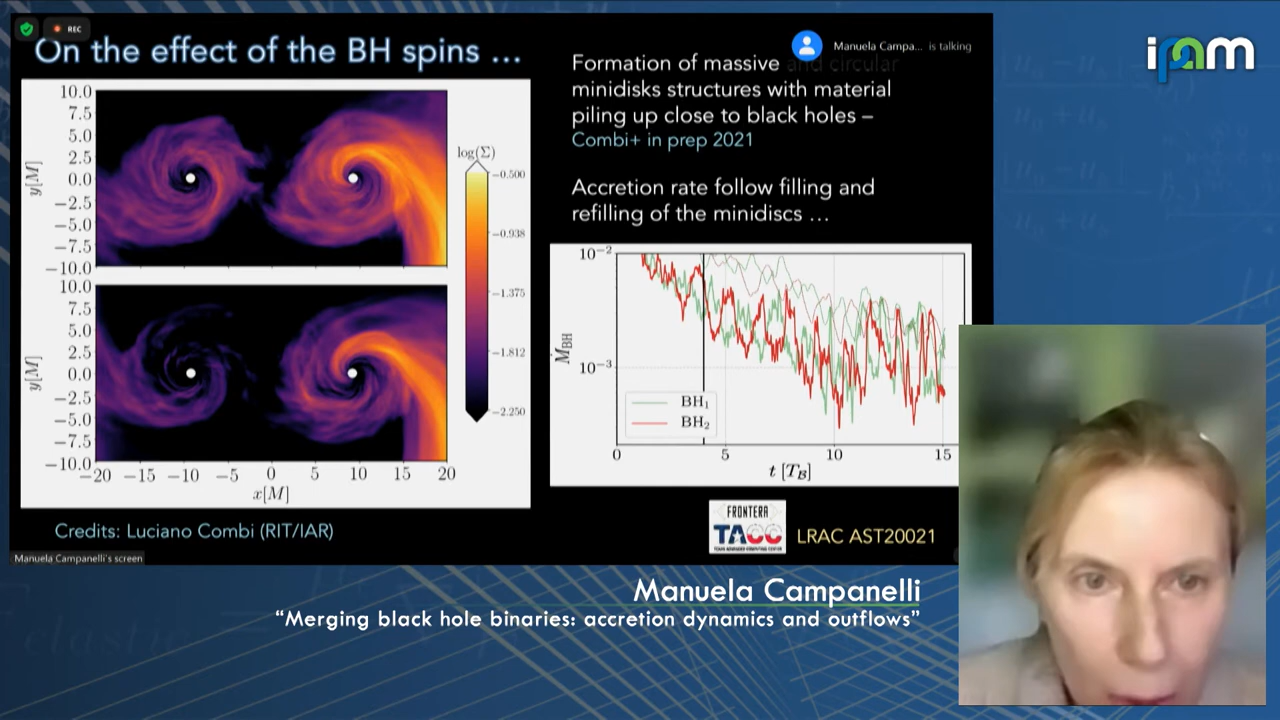 REC
On the effect of the BH spins ...
Manuela Campa... is talking
ipam
Formation of massive and circular
minidisks structures with material
piling up close to black holes –
Combi+ in prep 2021
Accretion rate follow filling and
refilling of the minidiscs ...
10.0
7.5
5.0
2.5
0.0
−2.5
−5.0
−7.5
−10.0
y[M]
10.0
7.5
5.0
2.5
0.0
−2.5
−5.0
−7.5
−10.0
y[M]
−20 −15 −10 −5 0 5 10 15 20
x[M]
log(Σ)
−0.500
−0.938
−1.375
−1.812
−2.250
10⁻²
10⁻³
Ṁ_BH
BH₁
BH₂
0 5 10 15
t [T_B]
Credits: Luciano Combi (RIT/IAR)
FRONTERA
TACC
TEXAS ADVANCED COMPUTING CENTER
LRAC AST20021
Manuela Campanelli's screen
Manuela Campanelli
“Merging black hole binaries: accretion dynamics and outflows”
elastic